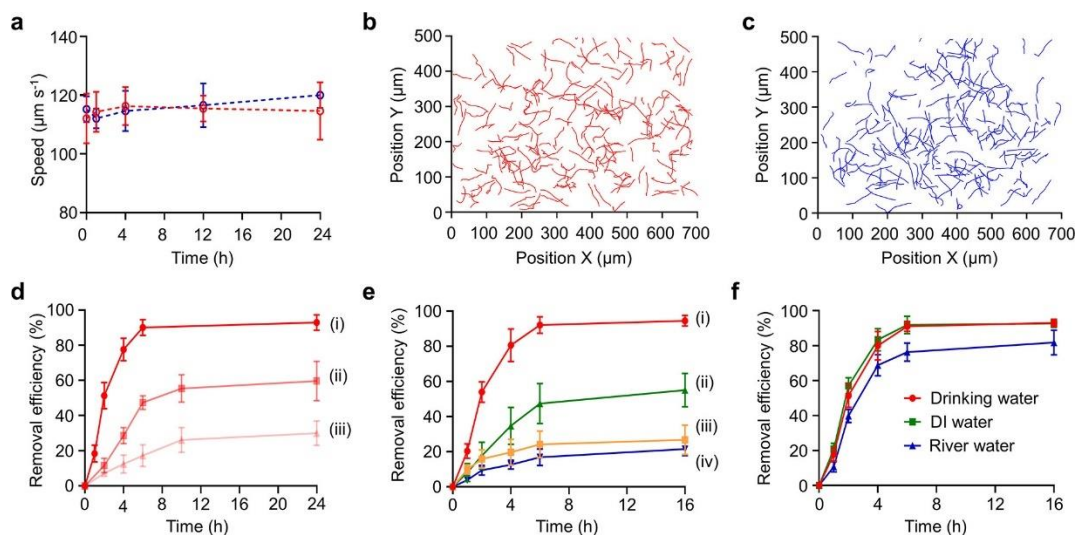 a
140
120
100
80
Speed (µm s⁻¹)
0 4 8 12 16 20 24
Time (h)
b
500
400
300
200
100
0
Position Y (µm)
0 100 200 300 400 500 600 700
Position X (µm)
c
500
400
300
200
100
0
Position Y (µm)
0 100 200 300 400 500 600 700
Position X (µm)
d
100
80
60
40
20
0
Removal efficiency (%)
(i)
(ii)
(iii)
0 4 8 12 16 20 24
Time (h)
e
100
80
60
40
20
0
Removal efficiency (%)
(i)
(ii)
(iii)
(iv)
0 4 8 12 16
Time (h)
f
100
80
60
40
20
0
Removal efficiency (%)
Drinking water
DI water
River water
0 4 8 12 16
Time (h)